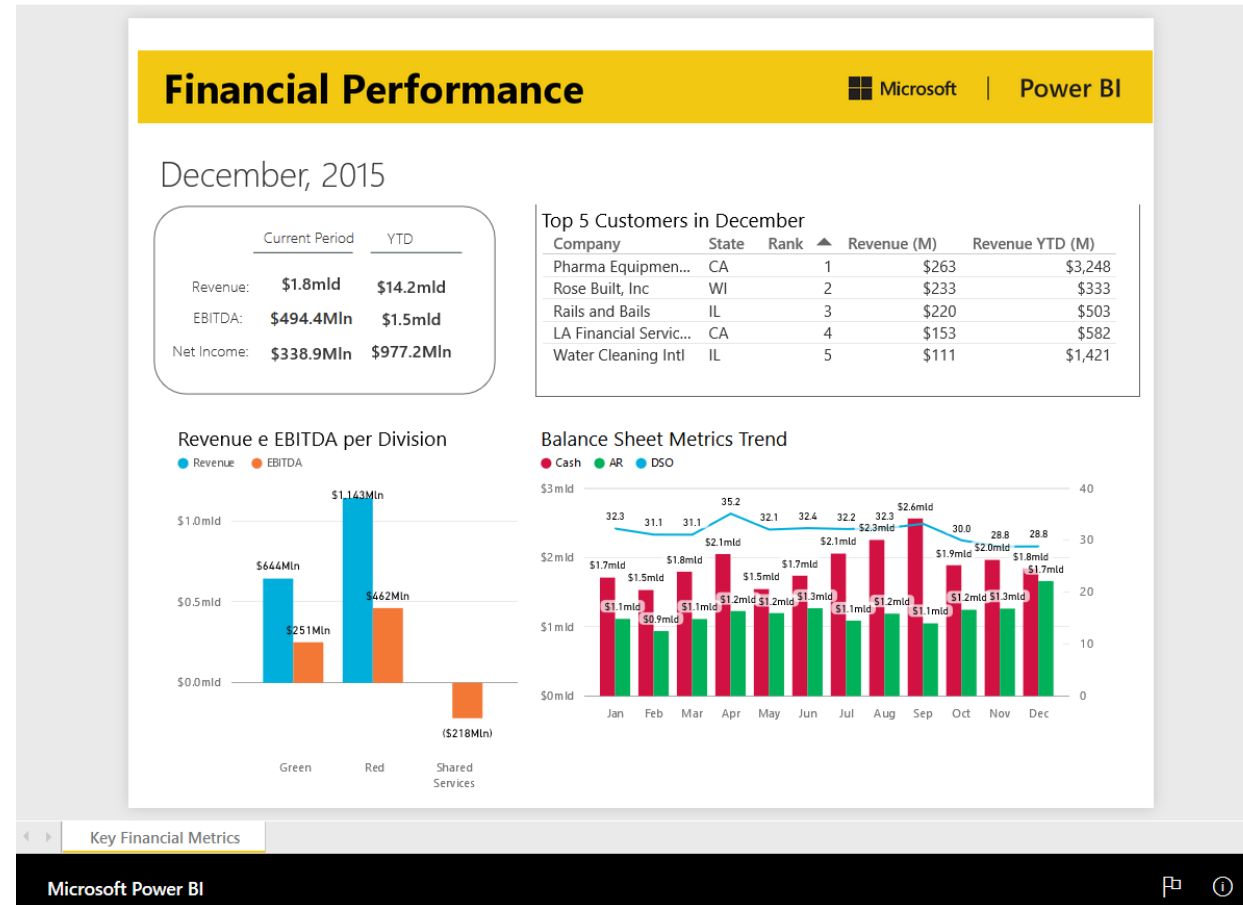 Financial Performance
Microsoft | Power BI
December, 2015
Current Period YTD
Revenue: $1.8mld $14.2mld
EBITDA: $494.4Mln $1.5mld
Net Income: $338.9Mln $977.2Mln
Top 5 Customers in December
Company State Rank Revenue (M) Revenue YTD (M)
Pharma Equipmen... CA 1 $263 $3,248
Rose Built, Inc WI 2 $233 $333
Rails and Bails IL 3 $220 $503
LA Financial Servic... CA 4 $153 $582
Water Cleaning Intl IL 5 $111 $1,421
Revenue e EBITDA per Division
Revenue EBITDA
$1,143Mln
$1.0mld
$644Mln
$462Mln
$0.5mld
$251Mln
$0.0mld
($218Mln)
Green Red Shared
Services
Balance Sheet Metrics Trend
Cash AR DSO
$3mld 40
32.3 31.1 31.1 35.2 32.1 32.4 32.2 32.3 30.0 28.8 28.8
30
$2mld
$1.7mld $1.5mld $1.8mld $2.1mld $1.5mld $1.7mld $2.1mld $2.3mld $2.6mld $1.9mld $2.0mld $1.8mld
20
$1.1mld $0.9mld $1.1mld $1.2mld $1.2mld $1.3mld $1.1mld $1.2mld $1.1mld $1.2mld $1.3mld $1.7mld
$1mld
10
$0mld 0
Jan Feb Mar Apr May Jun Jul Aug Sep Oct Nov Dec
Key Financial Metrics
Microsoft Power BI